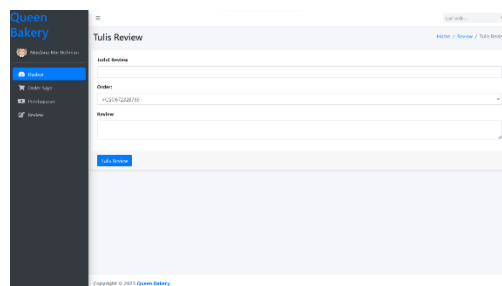 Queen
Bakery
Tulis Review
Home / Review / Tulis Review
Judul Review
Order Saya
Order:
Pembayaran
Review
Review
Tulis Review
Copyright © 2023 Queen Bakery.